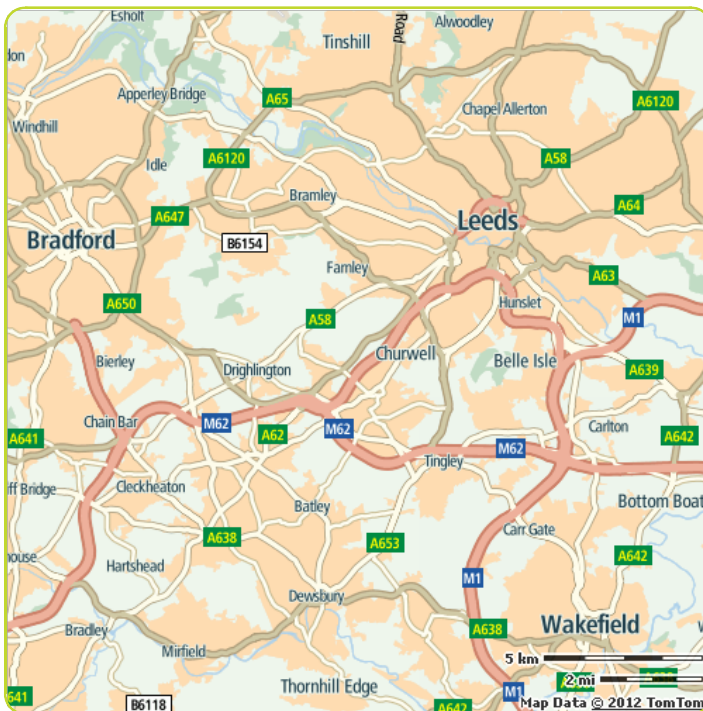 Esholt
Alwoodley
Road
Tinshill
Apperley Bridge
A65
Chapel Allerton
A6120
Windhill
Idle
A6120
A58
Bramley
A647
A64
Leeds
Bradford
B6154
Farnley
A63
A650
Hunslet
A58
M1
Churwell
Bierley
Drighlington
Belle Isle
A639
Chain Bar
M62
M62
A62
Carlton
A641
A642
M62
Tingley
iff Bridge
Cleckheaton
Batley
Bottom Boat
A638
Carr Gate
A653
A642
house
Hartshead
M1
Dewsbury
A638
Wakefield
Bradley
Mirfield
5 km
Thornhill Edge
2 mi
641
B6118
A642
M1
Map Data © 2012 TomTom